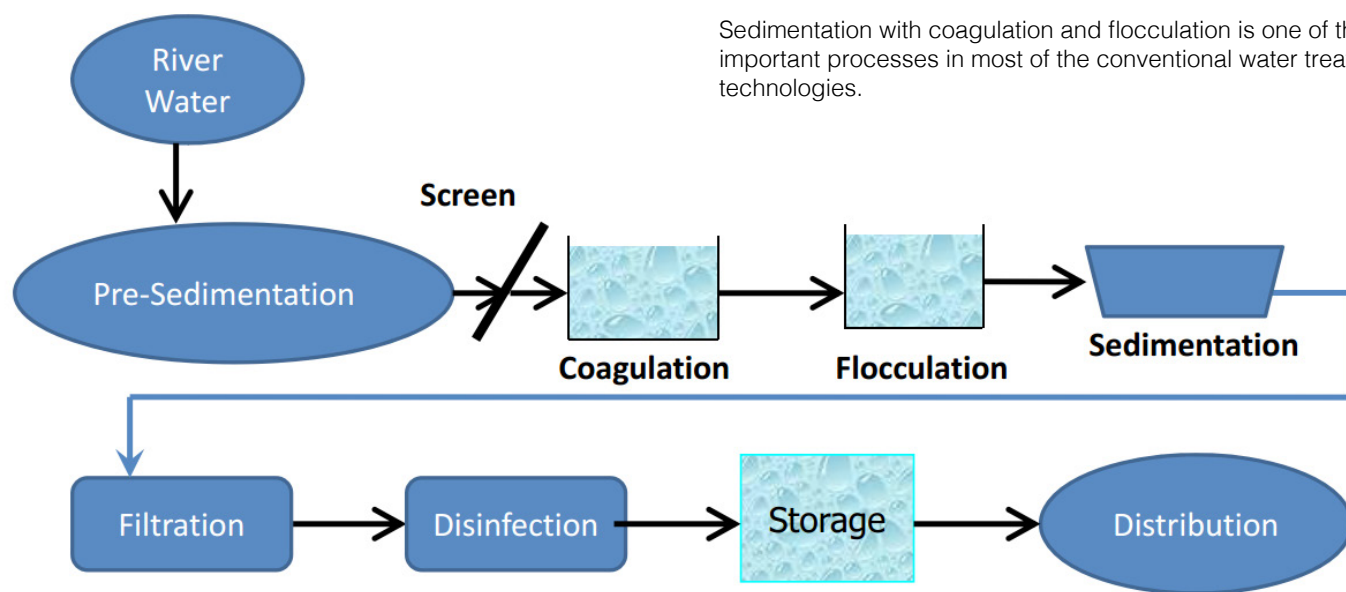 Sedimentation with coagulation and flocculation is one of
important processes in most of the conventional water
technologies.
River
Water
Screen
Pre-Sedimentation
Coagulation
Flocculation
Sedimentation
Filtration
Disinfection
Storage
Distribution